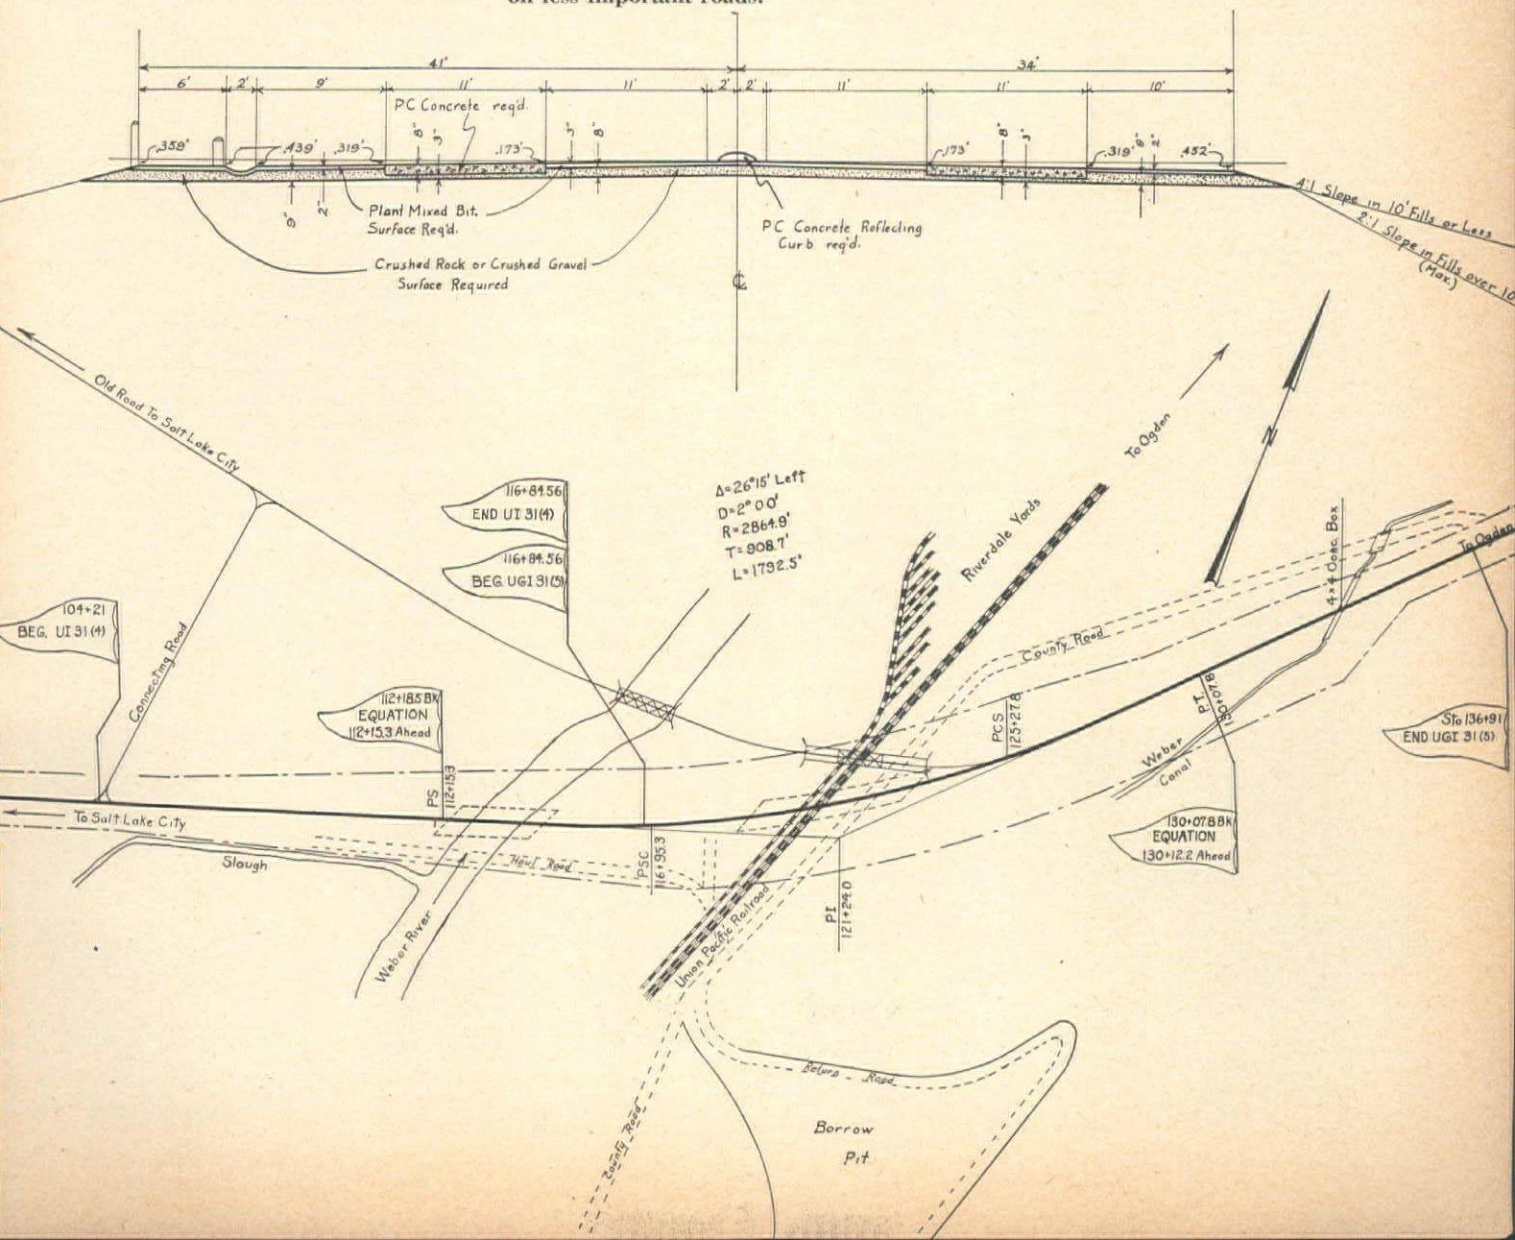 on less important roads.
41'
34'
6'
2'
9'
11'
11'
2'
2'
11'
11'
10'
PC Concrete req'd.
.359'
.439'
.319'
8"
3"
.173'
3"
8"
.173'
8"
3"
.319'
8"
2"
.452'
9"
2"
Plant Mixed Bit.
Surface Req'd.
PC Concrete Reflecting
Curb req'd.
Crushed Rock or Crushed Gravel
Surface Required
4:1 Slope in 10' Fills or Less
2:1 Slope in Fills over 10
(Max.)
℄
Old Road To Salt Lake City
To Ogden
N
116+84.56
END UI 31(4)
116+84.56
BEG. UGI 31(5)
Δ=26°15' Left
D=2°00'
R=2864.9'
T=908.7'
L=1792.5'
Riverdale Yards
4x4 Conc. Box
To Ogden
104+21
BEG. UI 31(4)
Connecting Road
County Road
112+18.5 BK
EQUATION
112+15.3 Ahead
PS
112+15.3
PCS
125+27.8
P.T.
130+07.8
Sta 136+91
END UGI 31(5)
Weber
Canal
To Salt Lake City
Slough
Haul Road
PSC
116+95.3
130+07.8 BK
EQUATION
130+12.2 Ahead
PI
121+24.0
Weber River
Union Pacific Railroad
Return Road
County Road
Borrow
Pit